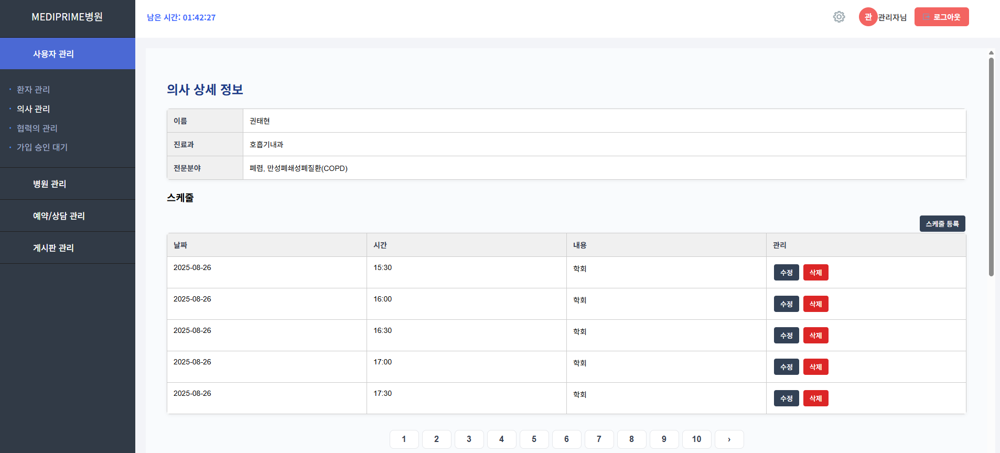 MEDIPRIME병원
남은 시간: 01:42:27
관
관리자님
로그아웃
사용자 관리
· 환자 관리
· 의사 관리
· 협력의 관리
· 가입 승인 대기
병원 관리
예약/상담 관리
게시판 관리
의사 상세 정보
이름 권태현
진료과 호흡기내과
전문분야 폐렴, 만성폐쇄성폐질환(COPD)
스케줄
스케줄 등록
날짜 시간 내용 관리
2025-08-26 15:30 학회 수정 삭제
2025-08-26 16:00 학회 수정 삭제
2025-08-26 16:30 학회 수정 삭제
2025-08-26 17:00 학회 수정 삭제
2025-08-26 17:30 학회 수정 삭제
1 2 3 4 5 6 7 8 9 10 ›